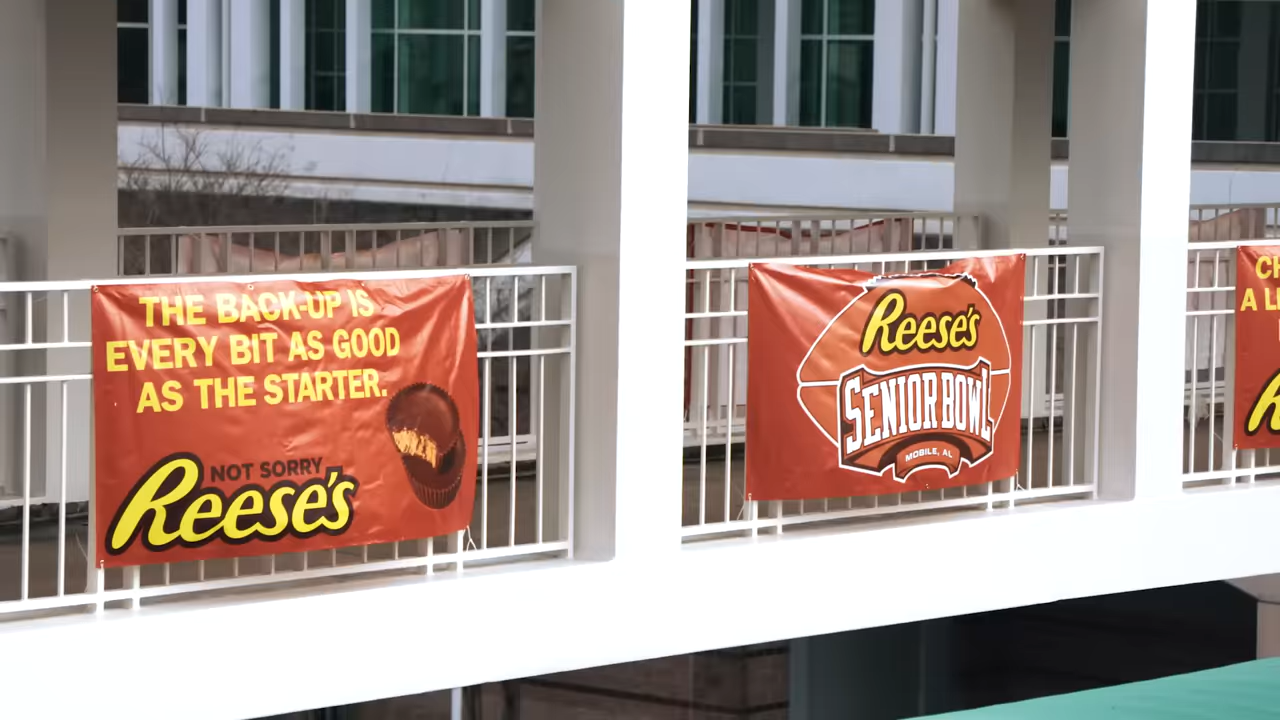 THE BACK-UP IS
EVERY BIT AS GOOD
AS THE STARTER.
NOT SORRY
Reese's
Reese's
SENIOR BOWL
MOBILE, AL